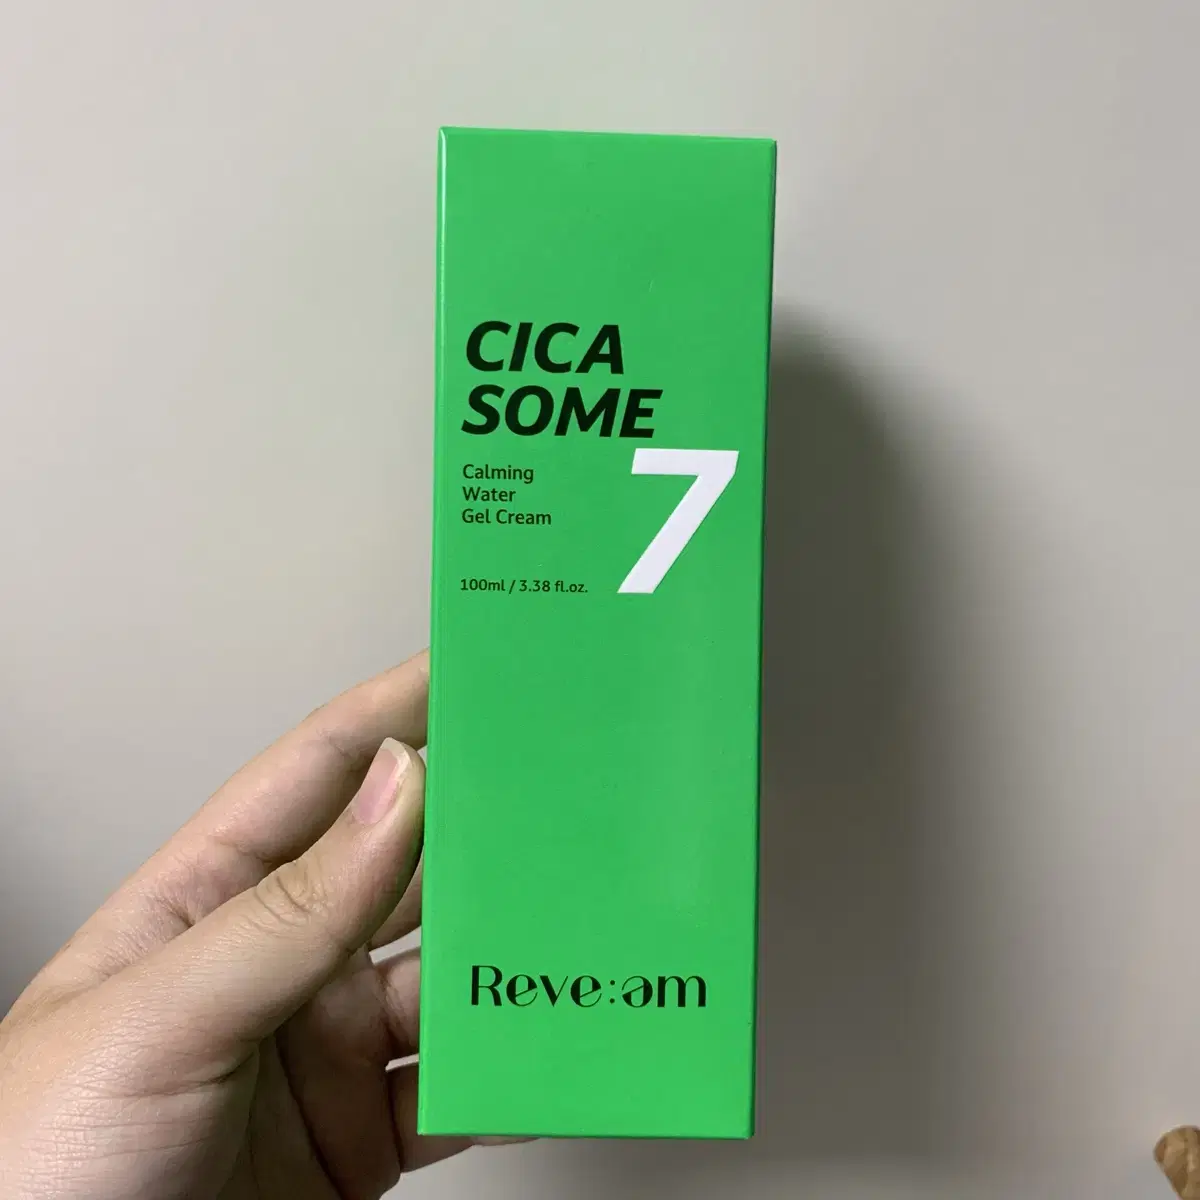 CICA
SOME
7
Calming
Water
Gel Cream
100ml / 3.38 fl.oz.
Reve:am